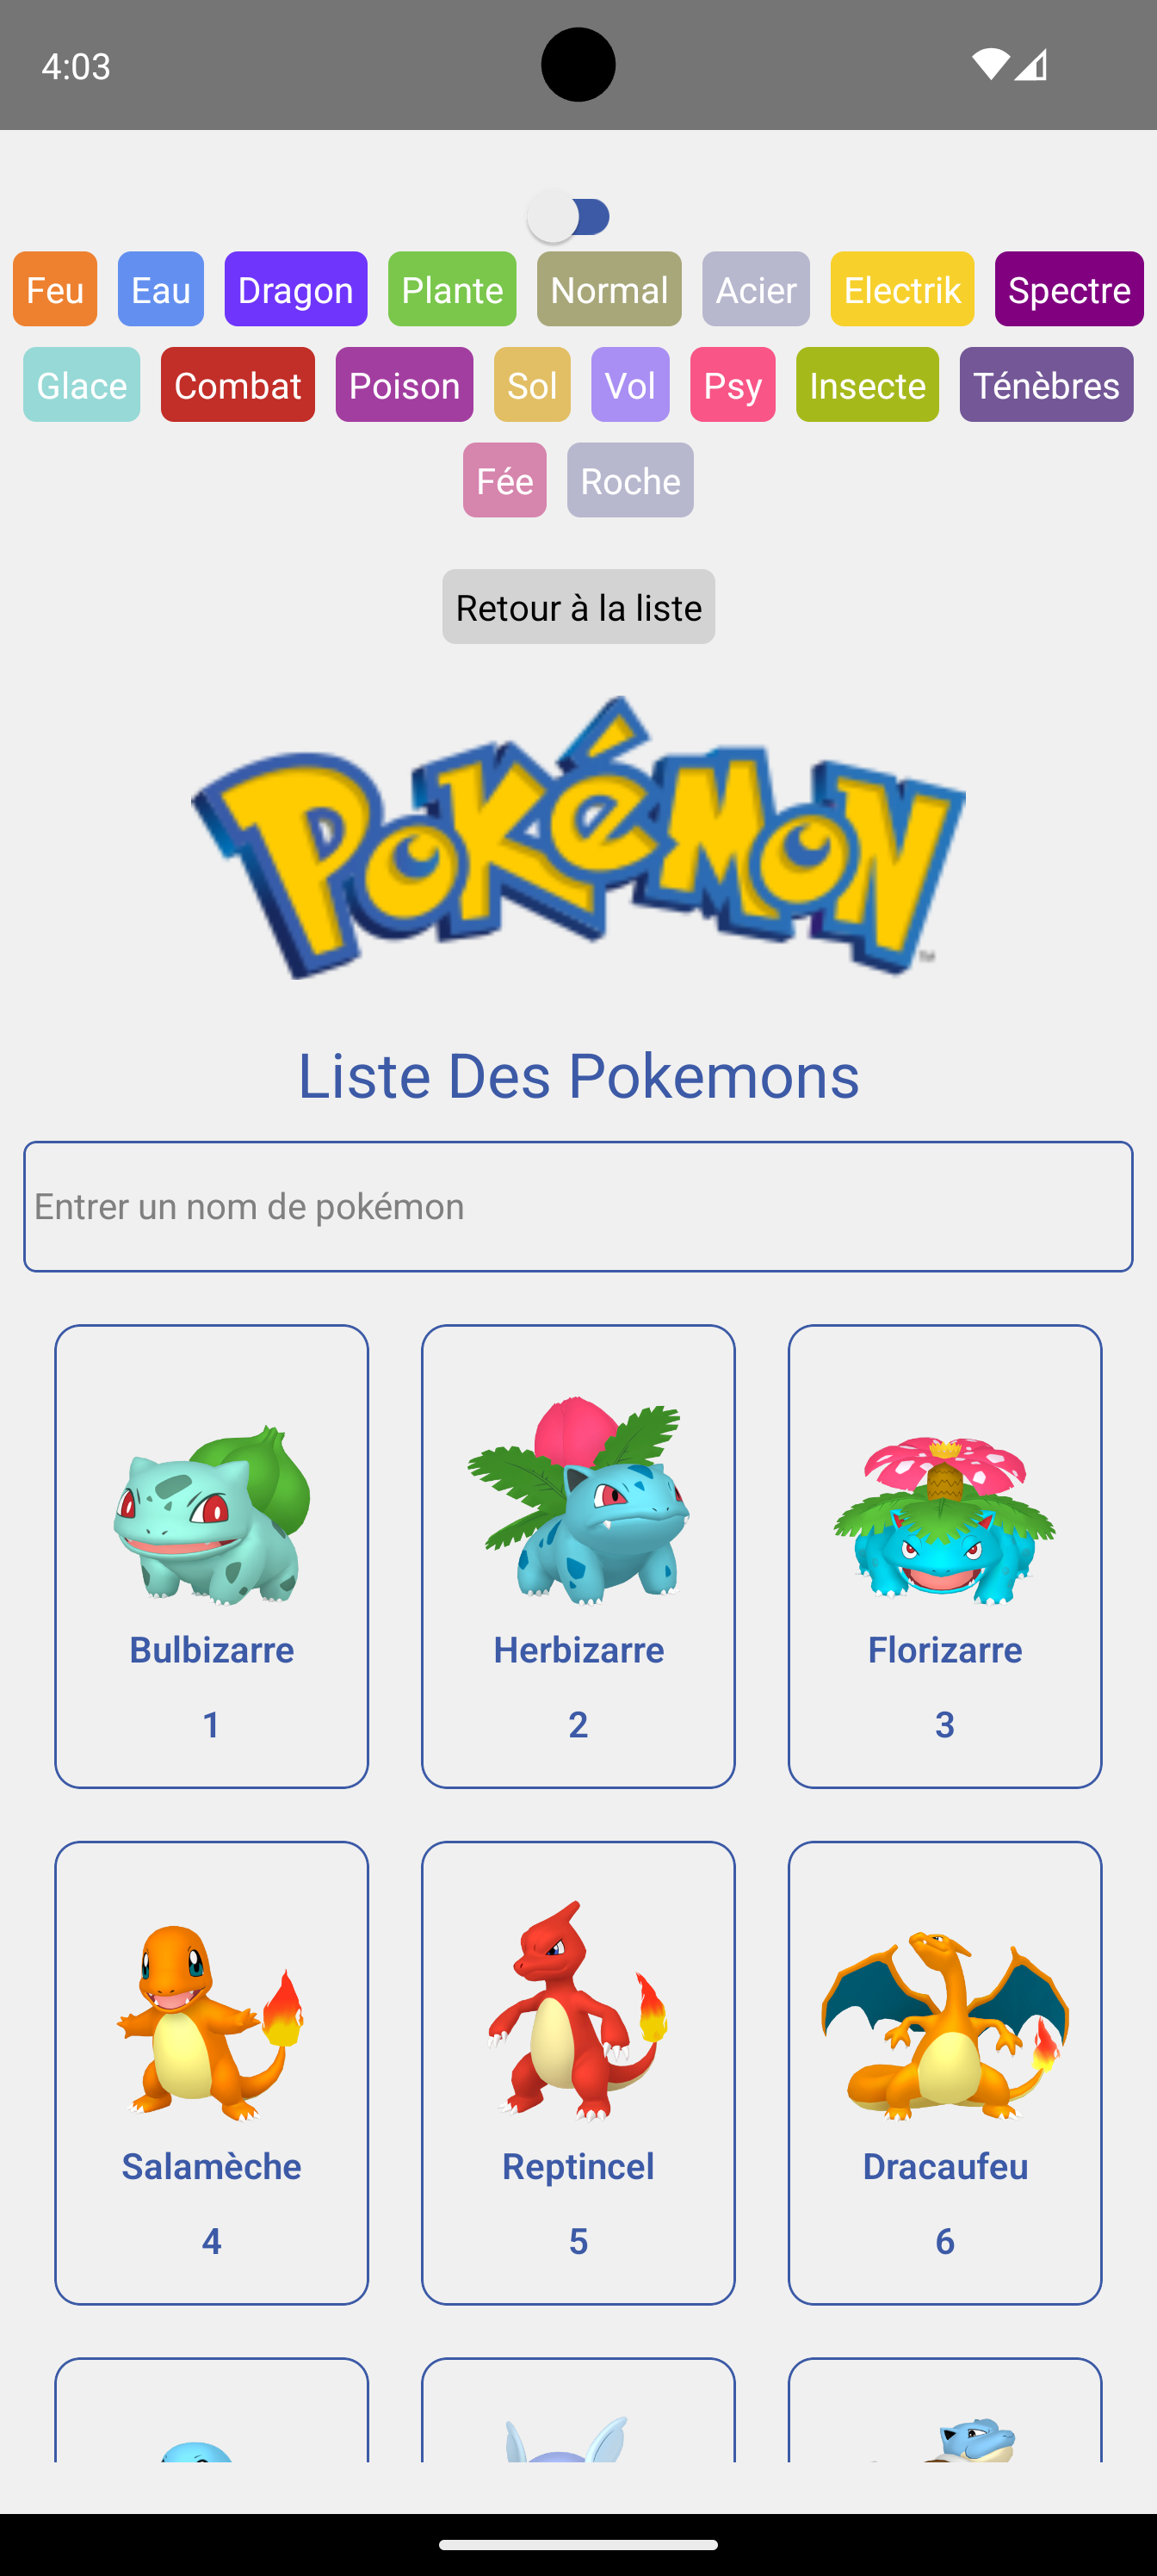 4:03
Feu Eau Dragon Plante Normal Acier Electrik Spectre
Glace Combat Poison Sol Vol Psy Insecte Ténèbres
Fée Roche
Retour à la liste
Pokémon
TM
Liste Des Pokemons
Entrer un nom de pokémon
Bulbizarre Herbizarre Florizarre
1 2 3
Salamèche Reptincel Dracaufeu
4 5 6